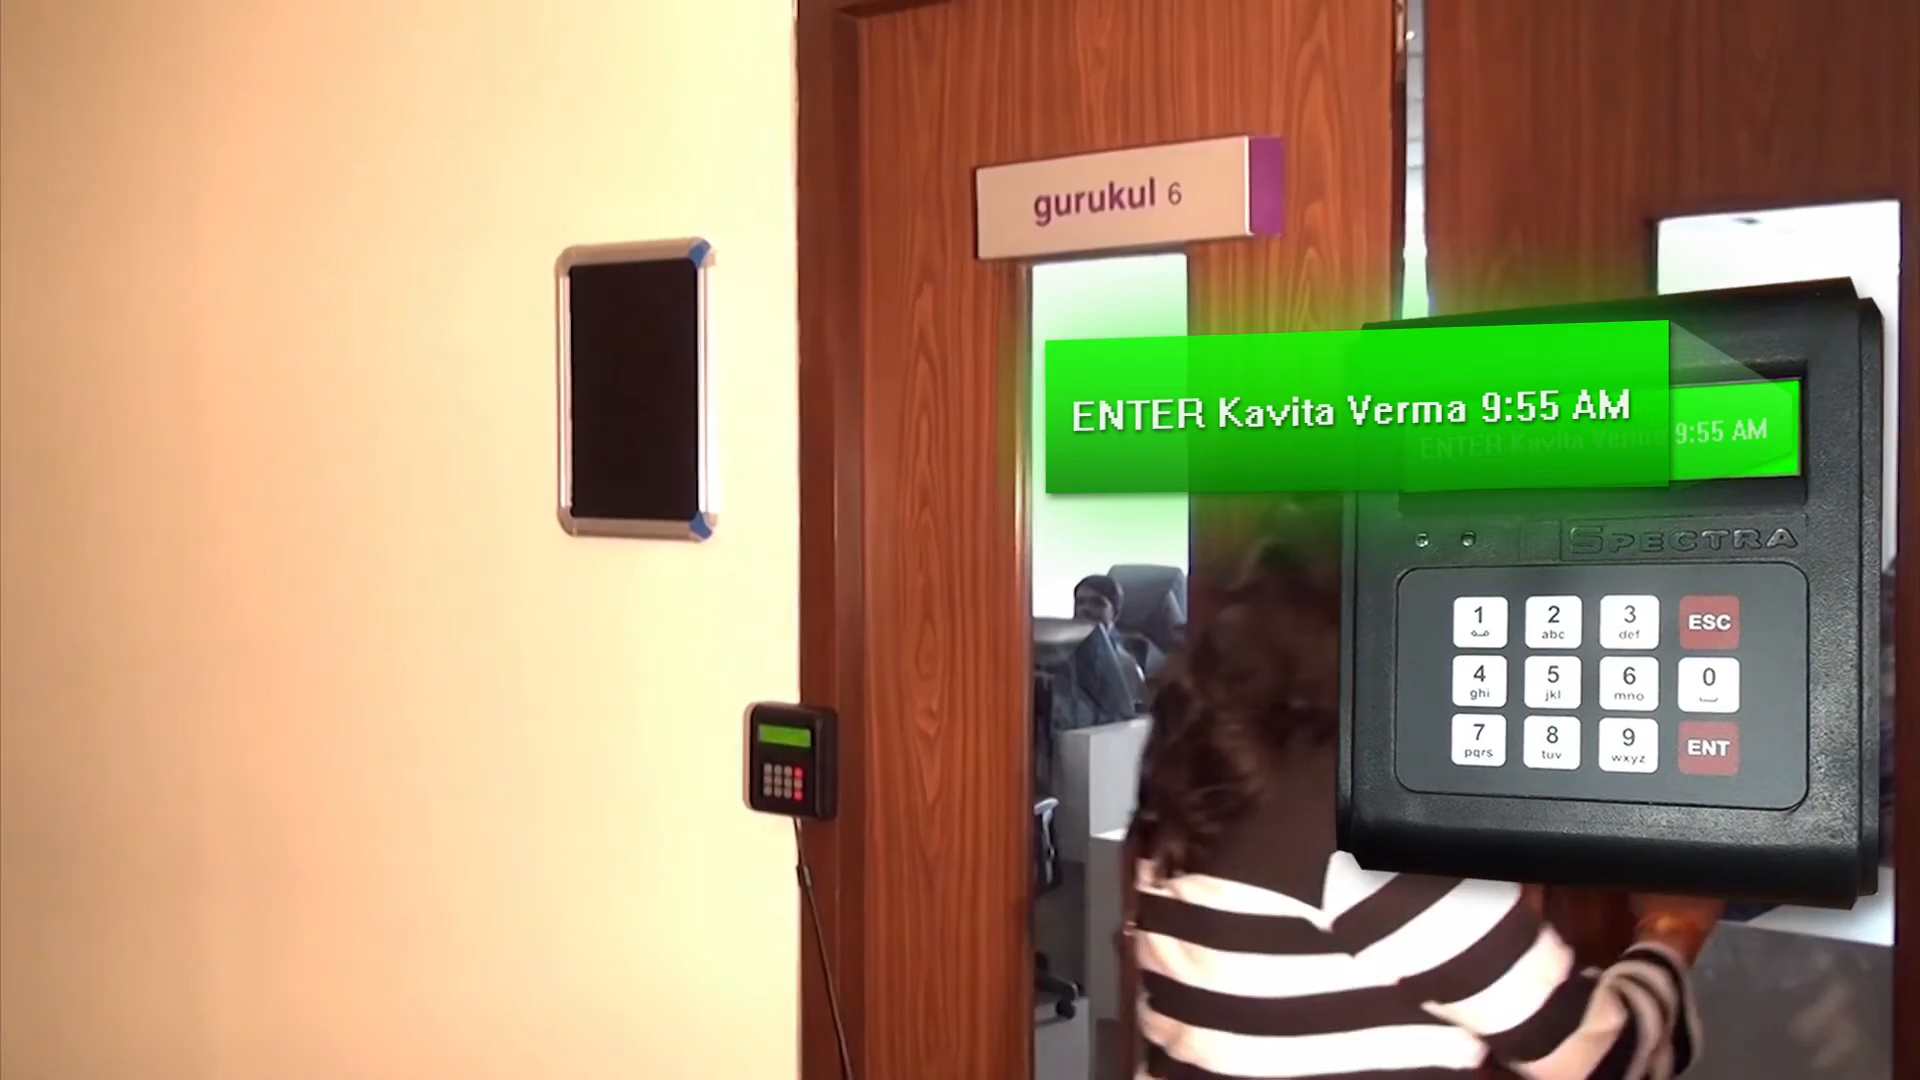 gurukul 6
ENTER Kavita Verma 9:55 AM
ENTER Kavita Verma 9:55 AM
SPECTRA
1
2 abc
3 def
ESC
4 ghi
5 jkl
6 mno
0
7 pqrs
8 tuv
9 wxyz
ENT